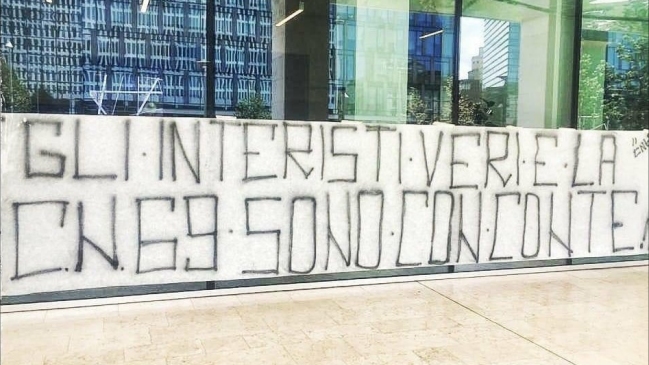 GLI·INTERISTI·VERI·E·LA
C.N.69·SONO·CON·CONTE!